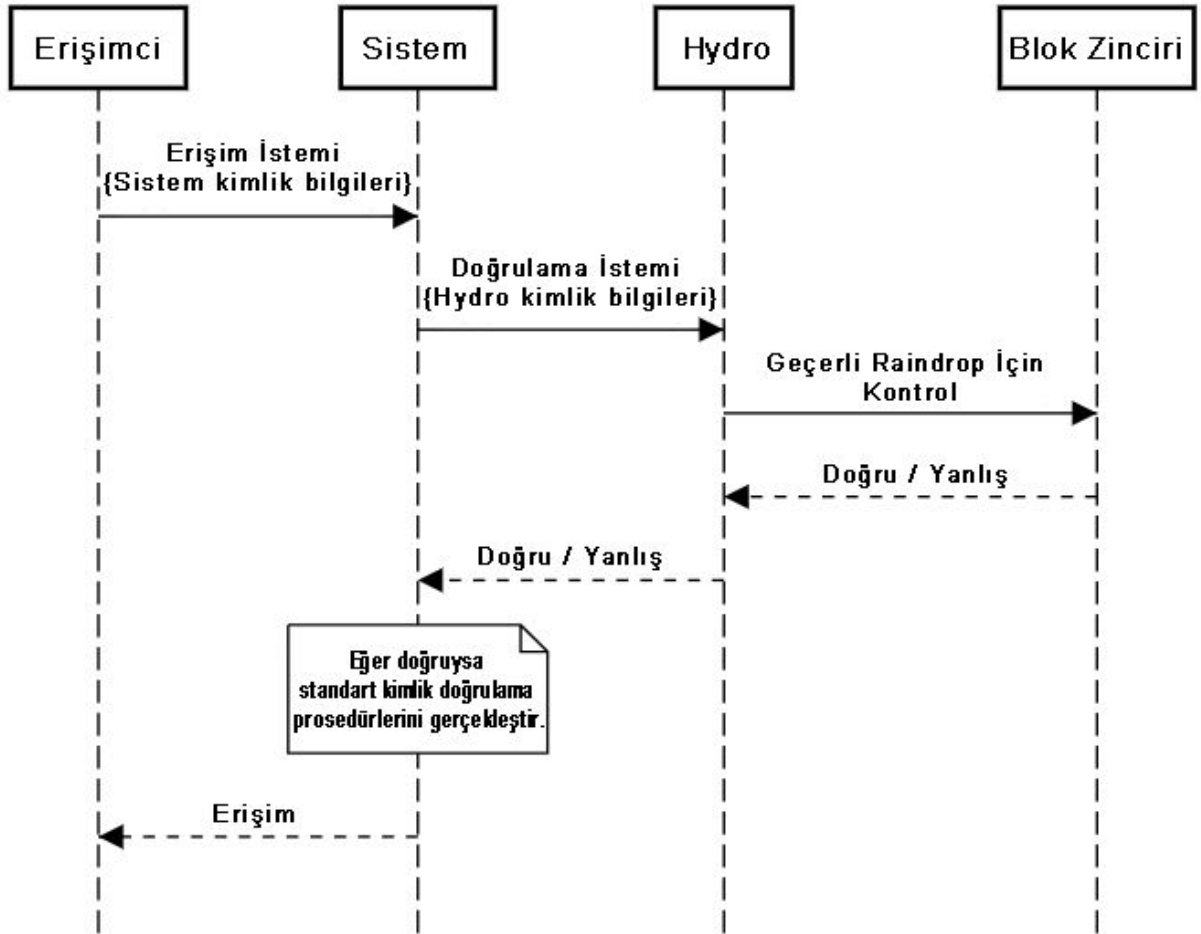 Erişimci
Sistem
Hydro
Blok Zinciri
Erişim İstemi
{Sistem kimlik bilgileri}
Doğrulama İstemi
{Hydro kimlik bilgileri}
Geçerli Raindrop İçin
Kontrol
Doğru / Yanlış
Doğru / Yanlış
Eğer doğruysa
standart kimlik doğrulama
prosedürlerini gerçekleştir.
Erişim